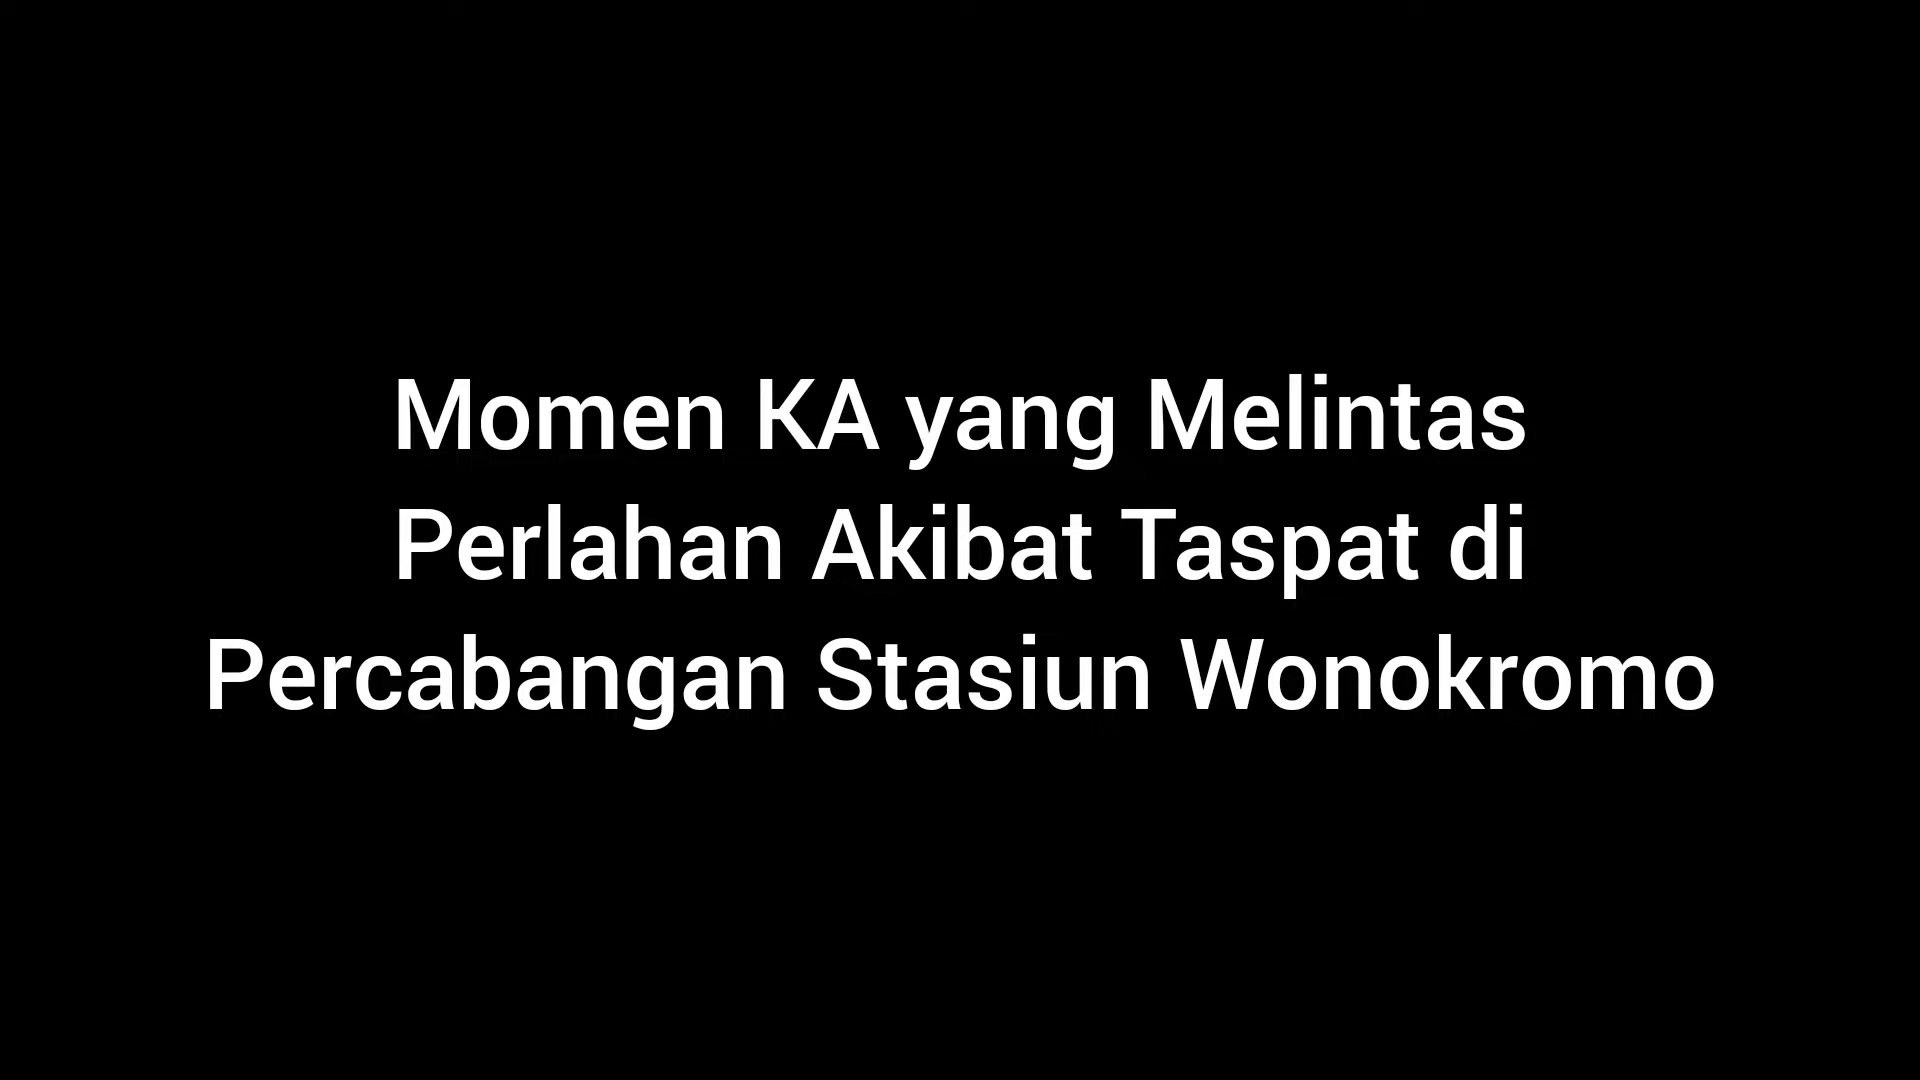 Momen KA yang Melintas
Perlahan Akibat Taspat di
Percabangan Stasiun Wonokromo